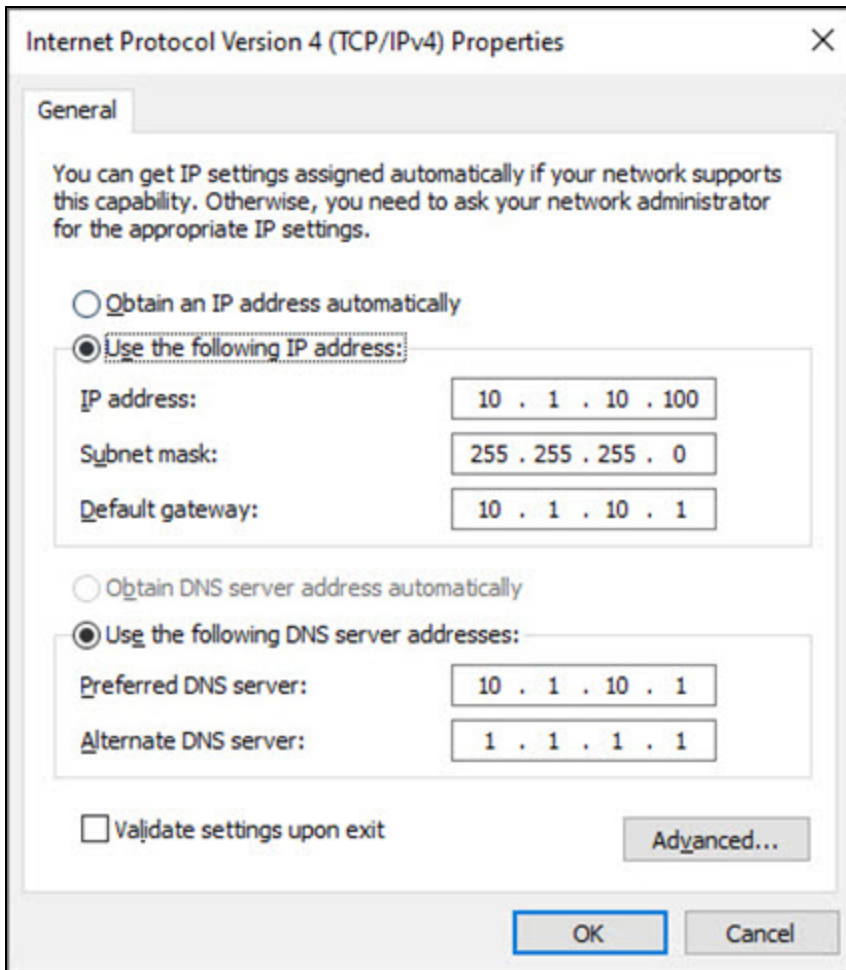 Internet Protocol Version 4 (TCP/IPv4) Properties
General
You can get IP settings assigned automatically if your network supports
this capability. Otherwise, you need to ask your network administrator
for the appropriate IP settings.
Obtain an IP address automatically
Use the following IP address:
IP address: 10 . 1 . 10 . 100
Subnet mask: 255 . 255 . 255 . 0
Default gateway: 10 . 1 . 10 . 1
Obtain DNS server address automatically
Use the following DNS server addresses:
Preferred DNS server: 10 . 1 . 10 . 1
Alternate DNS server: 1 . 1 . 1 . 1
Validate settings upon exit
Advanced...
OK Cancel